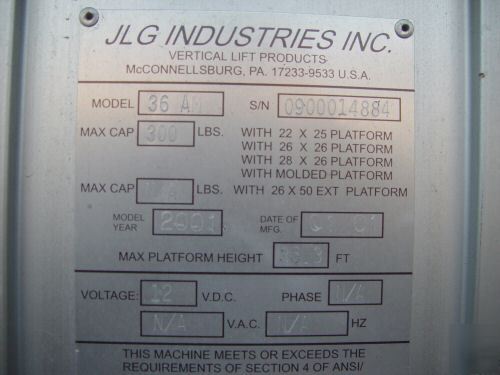 JLG INDUSTRIES INC.
VERTICAL LIFT PRODUCTS
McCONNELLSBURG, PA. 17233-9533 U.S.A.
MODEL 36 AM S/N 0900014884
MAX CAP 300 LBS. WITH 22 X 25 PLATFORM
WITH 26 X 26 PLATFORM
WITH 28 X 26 PLATFORM
WITH MOLDED PLATFORM
MAX CAP N/A LBS. WITH 26 X 50 EXT PLATFORM
MODEL YEAR 2001 DATE OF MFG.
MAX PLATFORM HEIGHT FT
VOLTAGE: 12 V.D.C. PHASE N/A
N/A V.A.C. N/A HZ
THIS MACHINE MEETS OR EXCEEDS THE
REQUIREMENTS OF SECTION 4 OF ANSI/